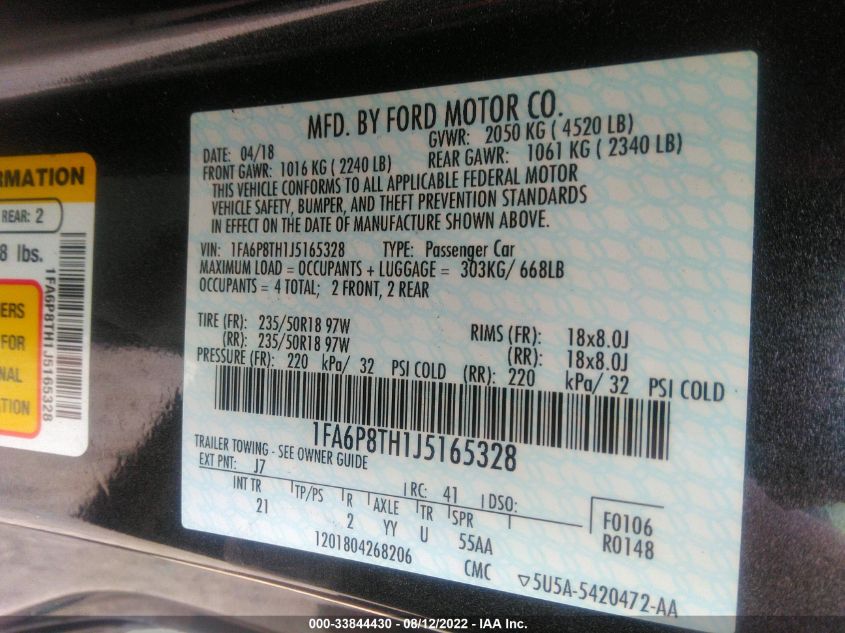 RMATION
REAR: 2
8 lbs.
ERS
FOR
NAL
TION
1FA6P8TH1J5165328
MFD. BY FORD MOTOR CO.
DATE: 04/18 GVWR: 2050 KG ( 4520 LB)
FRONT GAWR: 1016 KG ( 2240 LB) REAR GAWR: 1061 KG ( 2340 LB)
THIS VEHICLE CONFORMS TO ALL APPLICABLE FEDERAL MOTOR
VEHICLE SAFETY, BUMPER, AND THEFT PREVENTION STANDARDS
IN EFFECT ON THE DATE OF MANUFACTURE SHOWN ABOVE.
VIN: 1FA6P8TH1J5165328 TYPE: Passenger Car
MAXIMUM LOAD = OCCUPANTS + LUGGAGE = 303KG/ 668LB
OCCUPANTS = 4 TOTAL; 2 FRONT, 2 REAR
TIRE (FR): 235/50R18 97W RIMS (FR): 18x8.0J
(RR): 235/50R18 97W (RR): 18x8.0J
PRESSURE (FR): 220 kPa/ 32 PSI COLD (RR): 220 kPa/ 32 PSI COLD
1FA6P8TH1J5165328
TRAILER TOWING - SEE OWNER GUIDE
EXT PNT: J7 RC: 41 DSO:
INT TR TP/PS R AXLE TR SPR
21 2 YY U 55AA
F0106
R0148
1201804268206
CMC 5U5A-5420472-AA
000-33844430 - 08/12/2022 - IAA Inc.